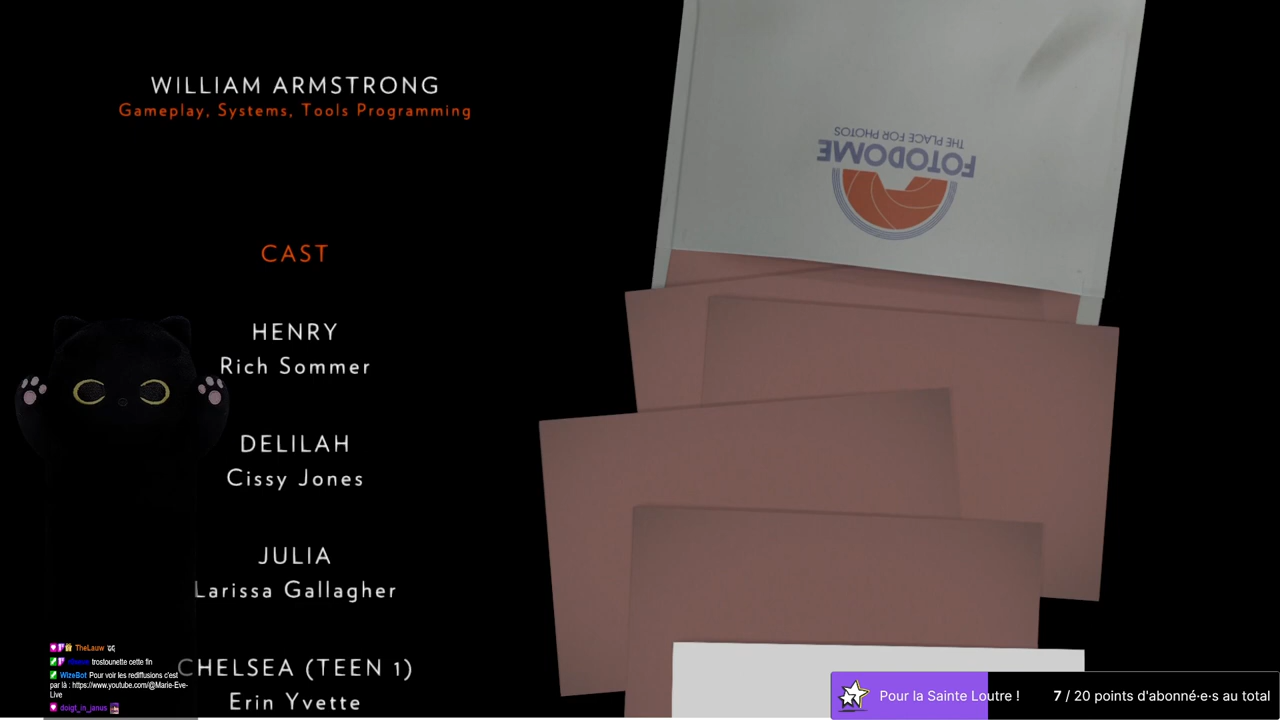 WILLIAM ARMSTRONG
Gameplay, Systems, Tools Programming
CAST
HENRY
Rich Sommer
DELILAH
Cissy Jones
JULIA
Larissa Gallagher
CHELSEA (TEEN 1)
Erin Yvette
FOTODOME
THE PLACE FOR PHOTOS
TheLauw
trostounette cette fin
WizeBot Pour voir les rediffusions c'est
par là : https://www.youtube.com/@Marie-Eve-
Live
doigt_in_janus
Pour la Sainte Loutre !
7 / 20 points d'abonné·e·s au total